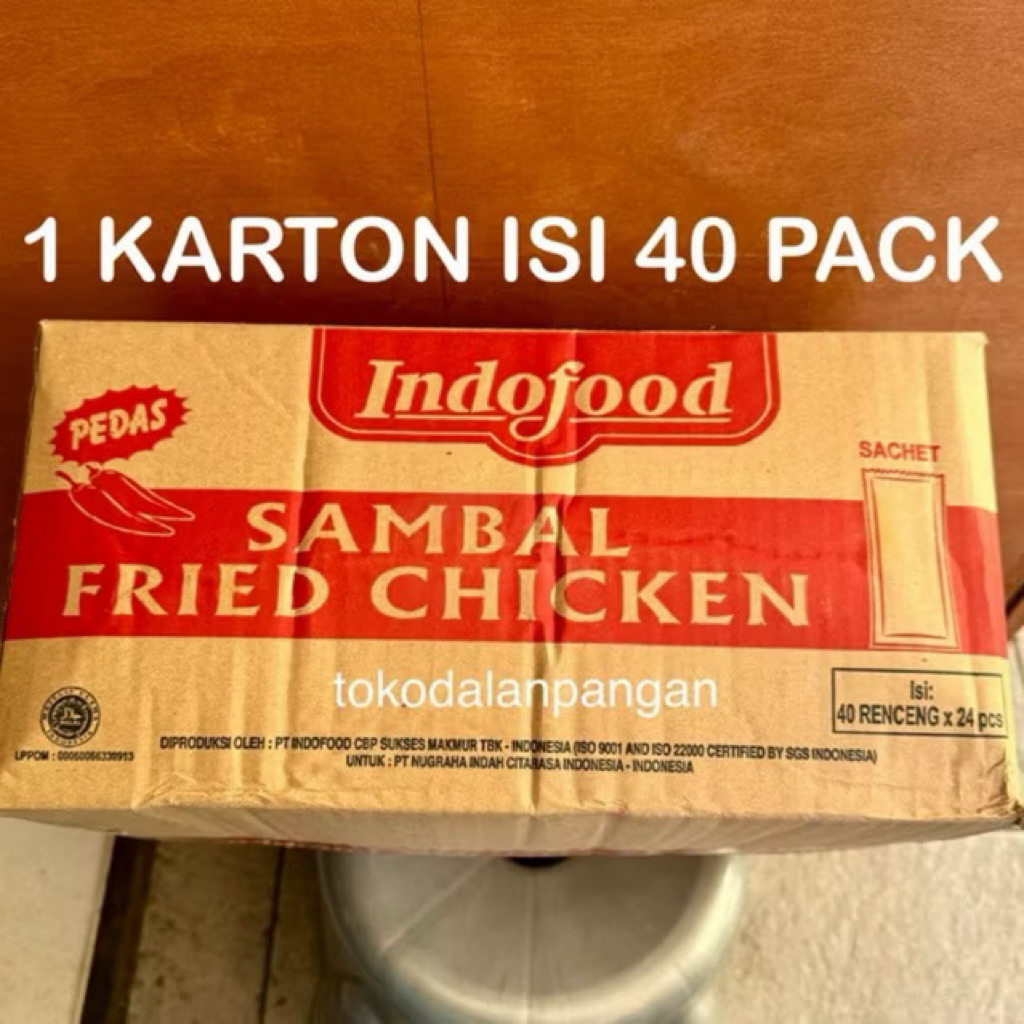 1 KARTON ISI 40 PACK
Indofood
PEDAS
SACHET
SAMBAL
FRIED CHICKEN
tokodalanpangan
Isi:
40 RENCENG x 24 pcs
LPPOM : 00060066339913
DIPRODUKSI OLEH : PT INDOFOOD CBP SUKSES MAKMUR TBK - INDONESIA (ISO 9001 AND ISO 22000 CERTIFIED BY SGS INDONESIA)
UNTUK : PT NUGRAHA INDAH CITARASA INDONESIA - INDONESIA